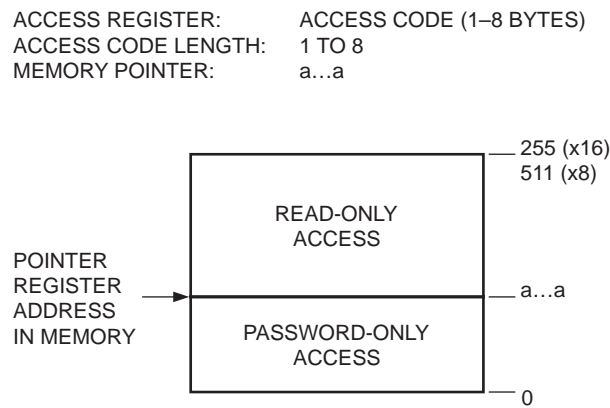 ACCESS REGISTER: ACCESS CODE (1–8 BYTES)
ACCESS CODE LENGTH: 1 TO 8
MEMORY POINTER: a…a
255 (x16)
511 (x8)
READ-ONLY
ACCESS
POINTER
REGISTER
ADDRESS
IN MEMORY
a…a
PASSWORD-ONLY
ACCESS
0